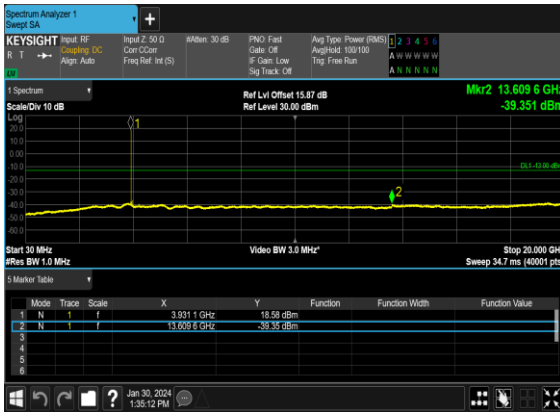 Spectrum Analyzer 1
Swept SA
+
KEYSIGHT Input: RF Input Z: 50 Ω #Atten: 30 dB PNO: Fast Avg Type: Power (RMS) 1 2 3 4 5 6
R T Coupling: DC Corr CCorr Gate: Off Avg|Hold: 100/100 A W W W W W
Align: Auto Freq Ref: Int (S) IF Gain: Low Trig: Free Run
Sig Track: Off A N N N N N
1 Spectrum Ref Lvl Offset 15.87 dB Mkr2 13.609 6 GHz
Scale/Div 10 dB Ref Level 30.00 dBm -39.351 dBm
Log
20.0
10.0
0.00
-10.0
-20.0
-30.0
-40.0
-50.0
-60.0
1
DL1 -13.00 dBm
2
Start 30 MHz Video BW 3.0 MHz* Stop 20.000 GHz
#Res BW 1.0 MHz Sweep 34.7 ms (40001 pts)
5 Marker Table
Mode Trace Scale X Y Function Function Width Function Value
1 N 1 f 3.931 1 GHz 18.58 dBm
2 N 1 f 13.609 6 GHz -39.35 dBm
3
4
5
6
? Jan 30, 2024
1:35:12 PM